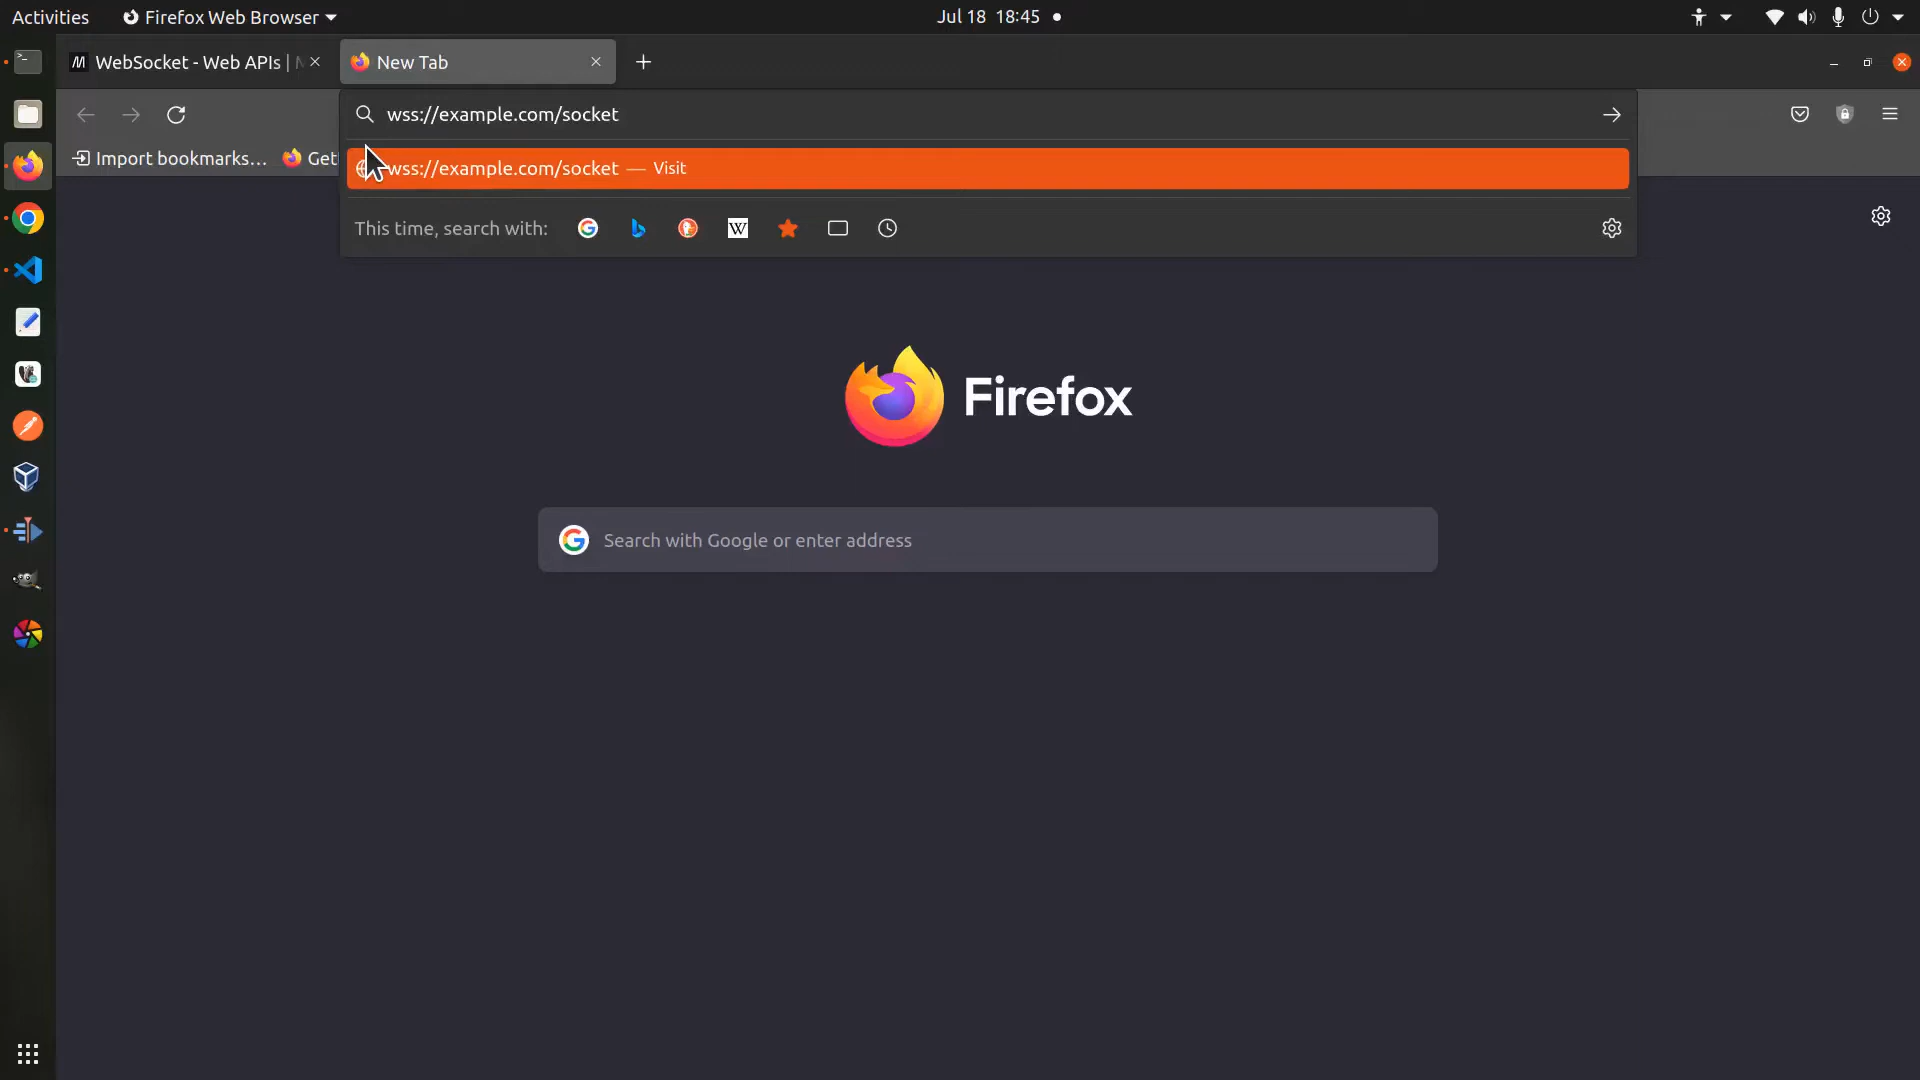 Activities
Firefox Web Browser
Jul 18 18:45
WebSocket - Web APIs |
New Tab
wss://example.com/socket
Import bookmarks...
Get
wss://example.com/socket — Visit
This time, search with:
Firefox
Search with Google or enter address